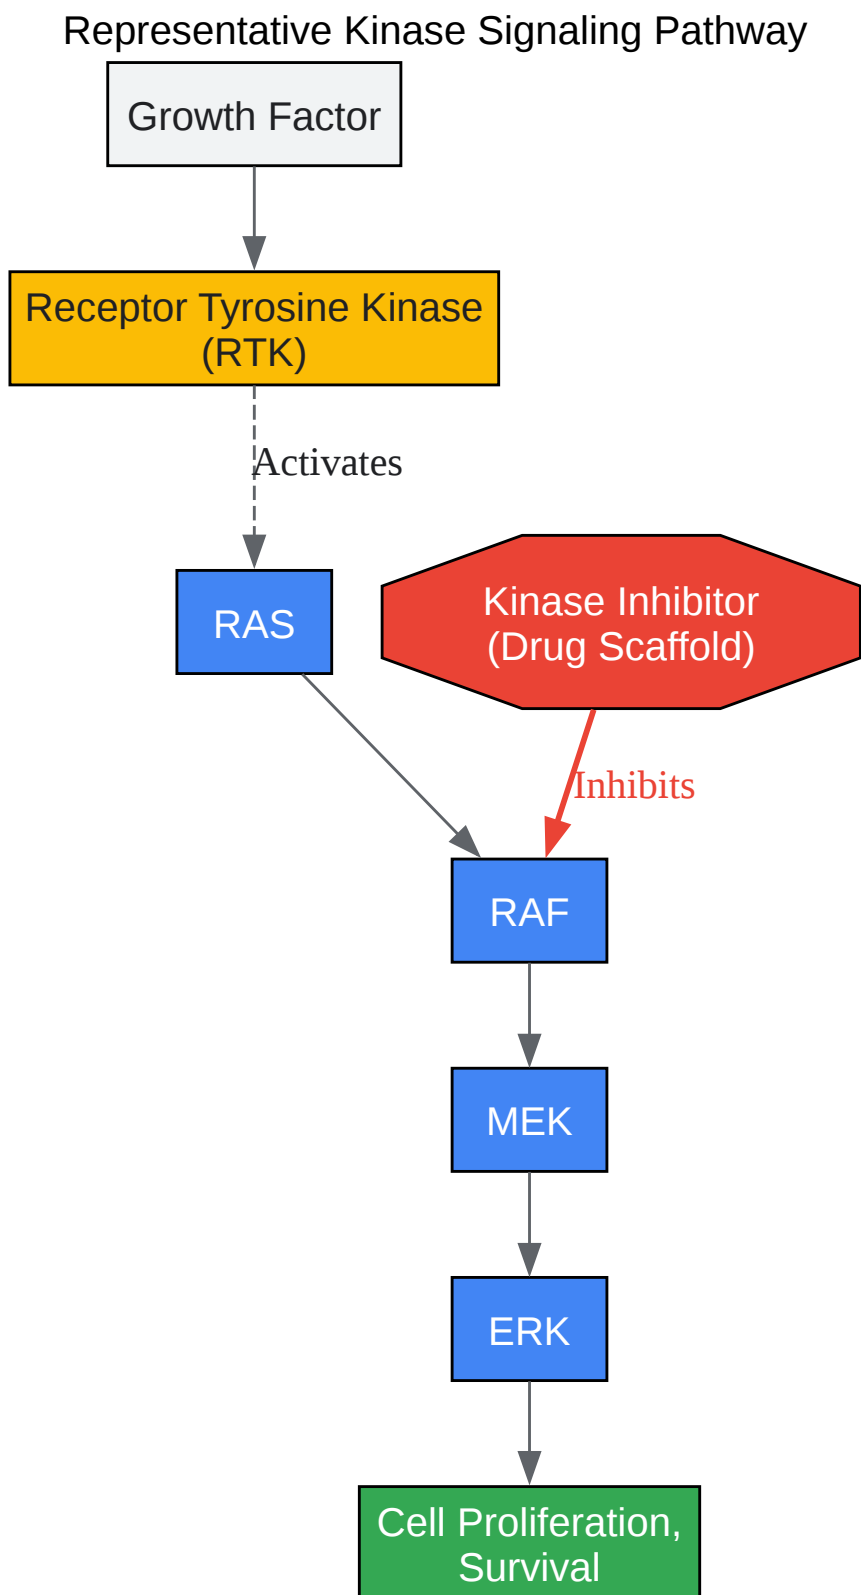 Representative Kinase Signaling Pathway
Growth Factor
Receptor Tyrosine Kinase
(RTK)
Activates
RAS
Kinase Inhibitor
(Drug Scaffold)
Inhibits
RAF
MEK
ERK
Cell Proliferation,
Survival